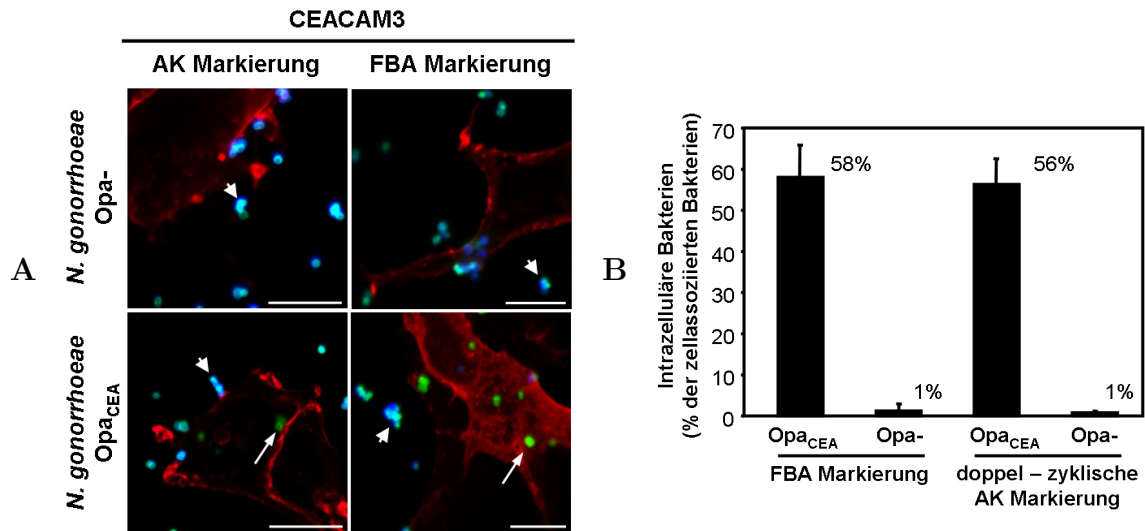 CEACAM3
AK Markierung FBA Markierung
N. gonorrhoeae
Opa-
N. gonorrhoeae
OpaCEA
A
B
Intrazelluläre Bakterien
(% der zellassoziierten Bakterien)
70
60
50
40
30
20
10
0
58%
1%
56%
1%
OpaCEA Opa- OpaCEA Opa-
FBA Markierung doppel – zyklische
AK Markierung